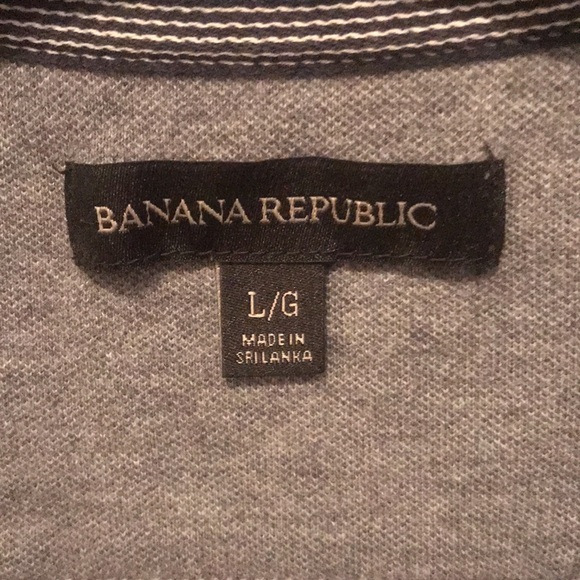 BANANA REPUBLIC
L/G
MADE IN
SRI LANKA